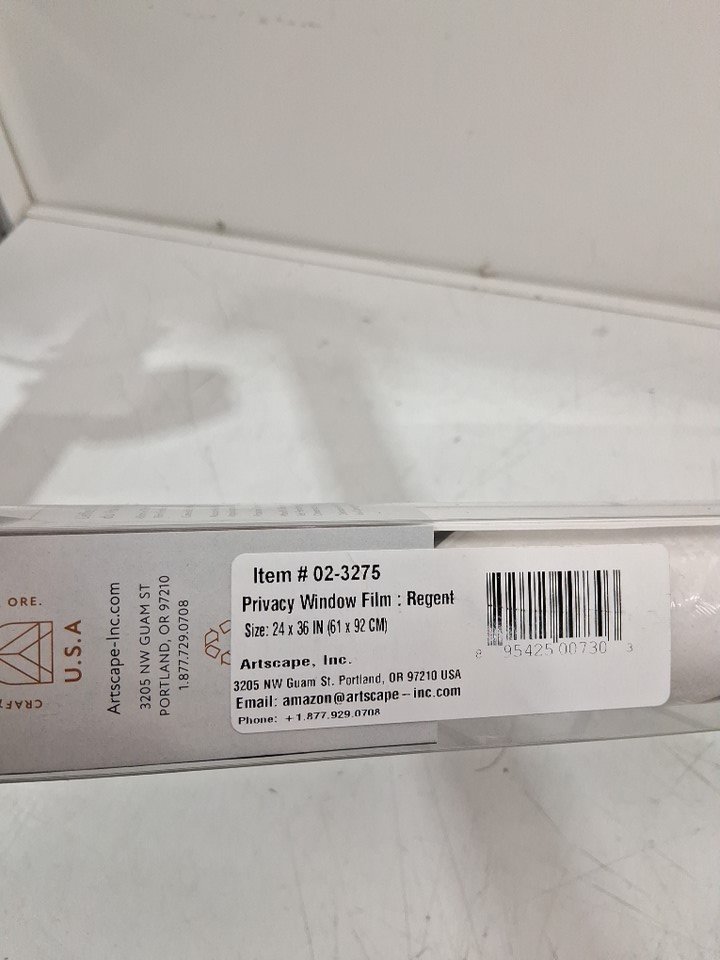 ORE.
U.S.A
Artscape-Inc.com
3205 NW GUAM ST
PORTLAND, OR 97210
1.877.729.0708
Item # 02-3275
Privacy Window Film : Regent
Size: 24 x 36 IN (61 x 92 CM)
Artscape, Inc.
3205 NW Guam St. Portland, OR 97210 USA
Email: amazon@artscape-inc.com
Phone: +1.877.929.0708
8 95425 00730 3